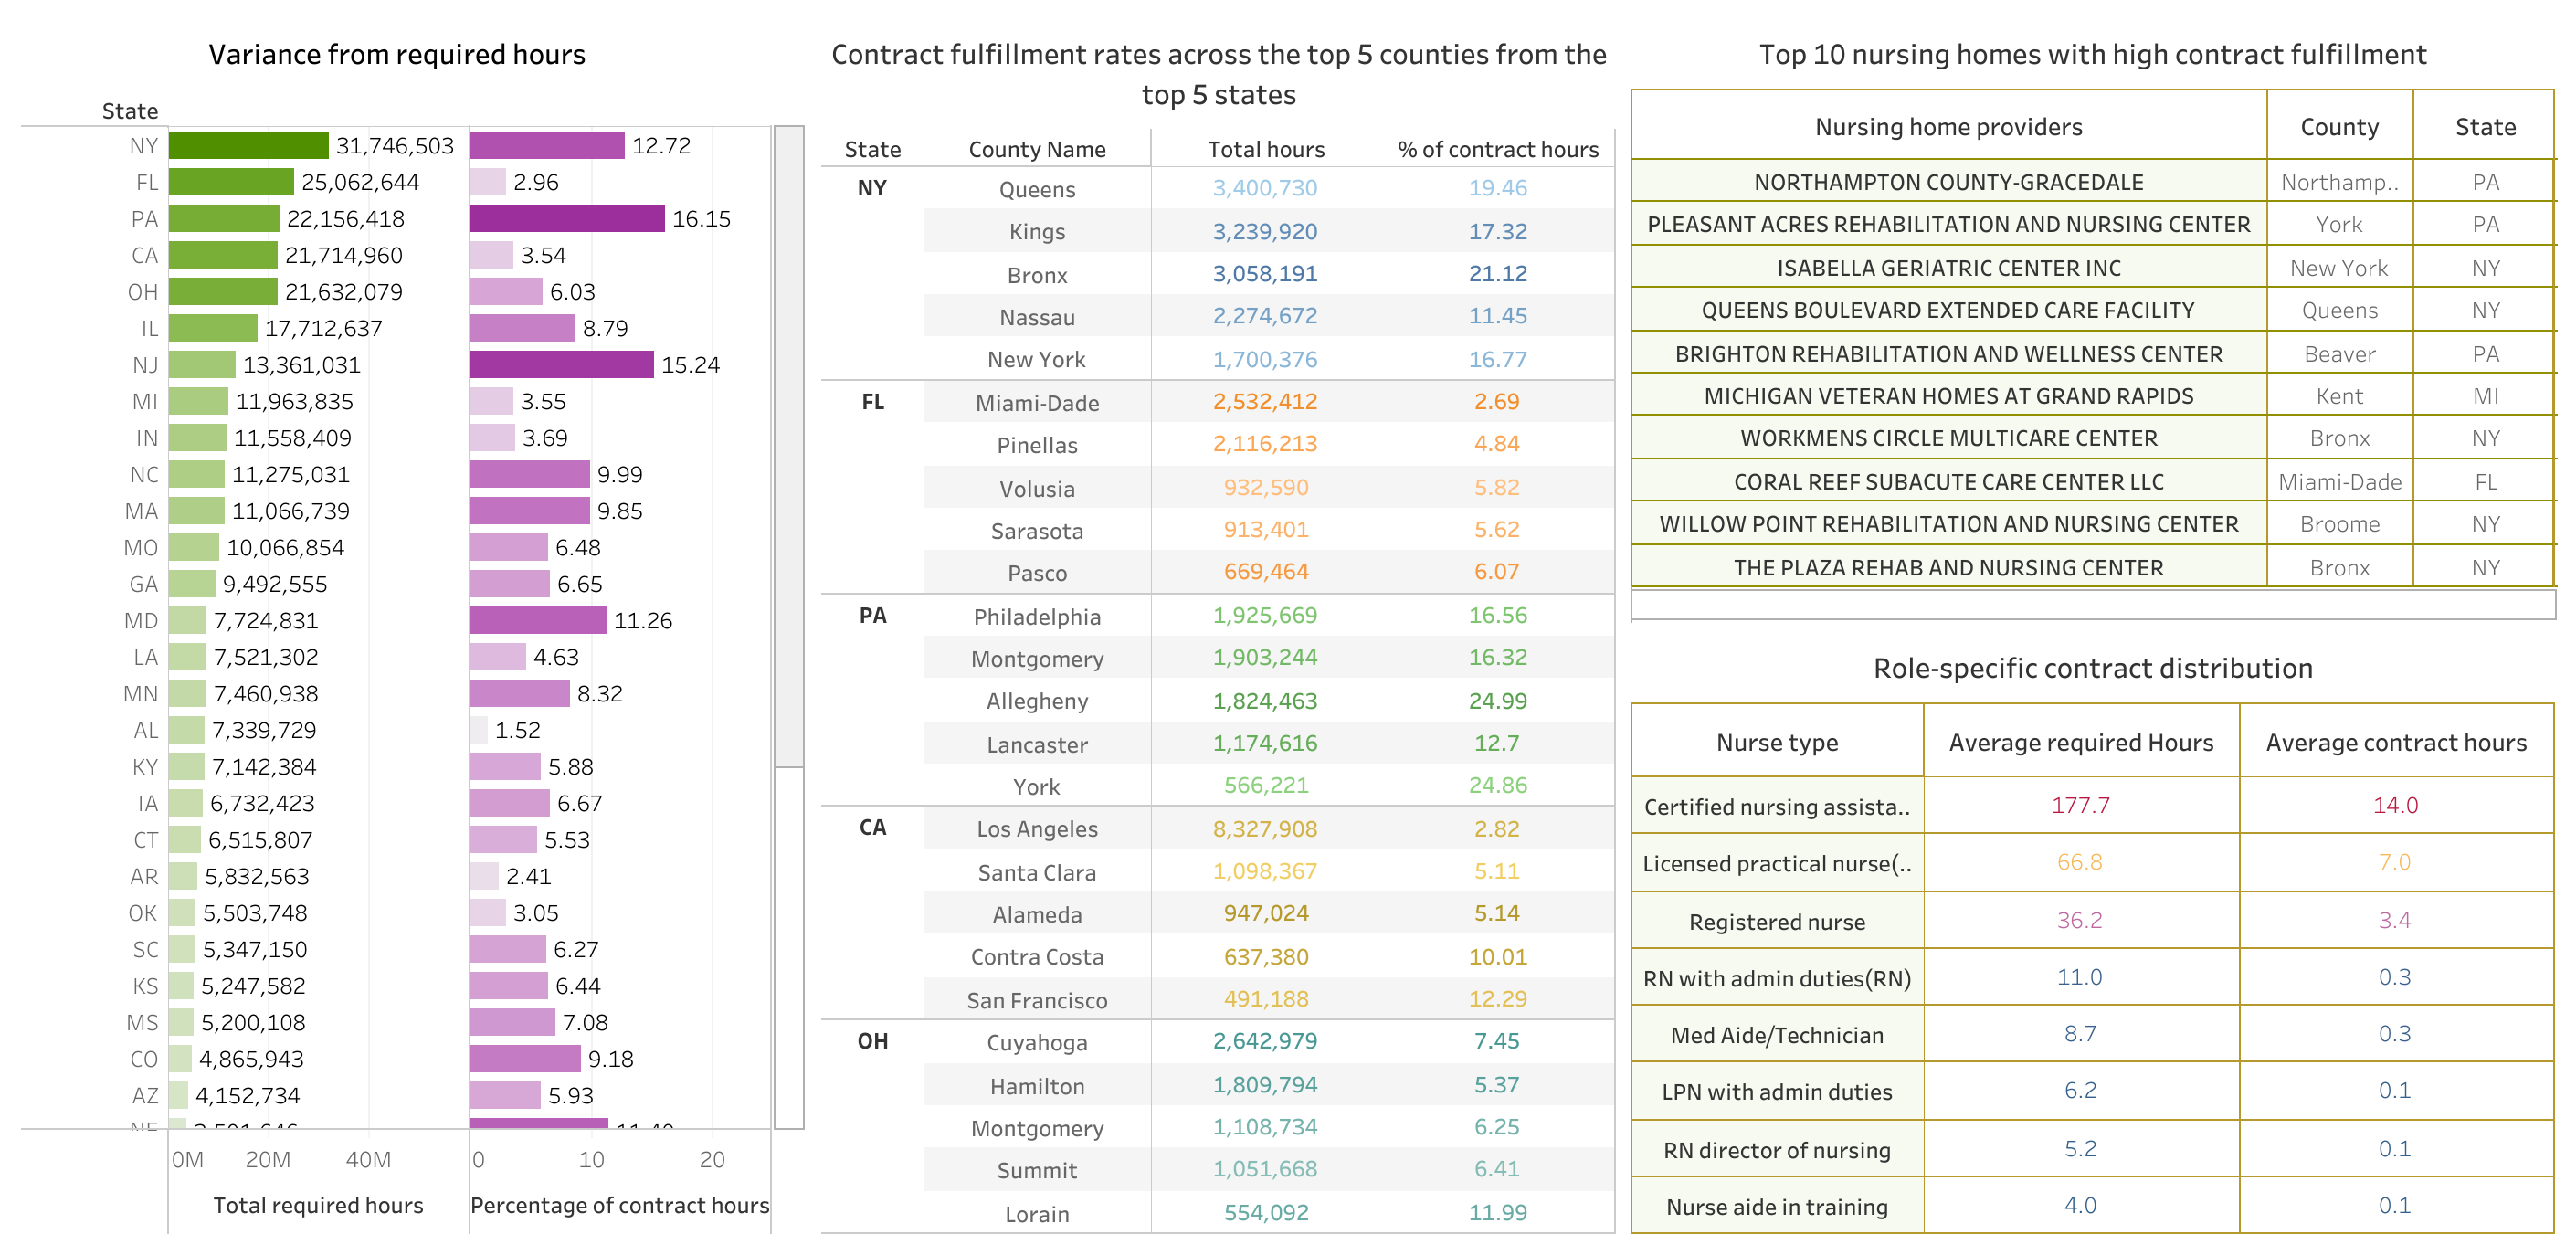 Variance from required hours
State
NY 31,746,503 12.72
FL 25,062,644 2.96
PA 22,156,418 16.15
CA 21,714,960 3.54
OH 21,632,079 6.03
IL 17,712,637 8.79
NJ 13,361,031 15.24
MI 11,963,835 3.55
IN 11,558,409 3.69
NC 11,275,031 9.99
MA 11,066,739 9.85
MO 10,066,854 6.48
GA 9,492,555 6.65
MD 7,724,831 11.26
LA 7,521,302 4.63
MN 7,460,938 8.32
AL 7,339,729 1.52
KY 7,142,384 5.88
IA 6,732,423 6.67
CT 6,515,807 5.53
AR 5,832,563 2.41
OK 5,503,748 3.05
SC 5,347,150 6.27
KS 5,247,582 6.44
MS 5,200,108 7.08
CO 4,865,943 9.18
AZ 4,152,734 5.93
0M 20M 40M 0 10 20
Total required hours Percentage of contract hours
Contract fulfillment rates across the top 5 counties from the
top 5 states
State County Name Total hours % of contract hours
NY Queens 3,400,730 19.46
Kings 3,239,920 17.32
Bronx 3,058,191 21.12
Nassau 2,274,672 11.45
New York 1,700,376 16.77
FL Miami-Dade 2,532,412 2.69
Pinellas 2,116,213 4.84
Volusia 932,590 5.82
Sarasota 913,401 5.62
Pasco 669,464 6.07
PA Philadelphia 1,925,669 16.56
Montgomery 1,903,244 16.32
Allegheny 1,824,463 24.99
Lancaster 1,174,616 12.7
York 566,221 24.86
CA Los Angeles 8,327,908 2.82
Santa Clara 1,098,367 5.11
Alameda 947,024 5.14
Contra Costa 637,380 10.01
San Francisco 491,188 12.29
OH Cuyahoga 2,642,979 7.45
Hamilton 1,809,794 5.37
Montgomery 1,108,734 6.25
Summit 1,051,668 6.41
Lorain 554,092 11.99
Top 10 nursing homes with high contract fulfillment
Nursing home providers County State
NORTHAMPTON COUNTY-GRACEDALE Northamp.. PA
PLEASANT ACRES REHABILITATION AND NURSING CENTER York PA
ISABELLA GERIATRIC CENTER INC New York NY
QUEENS BOULEVARD EXTENDED CARE FACILITY Queens NY
BRIGHTON REHABILITATION AND WELLNESS CENTER Beaver PA
MICHIGAN VETERAN HOMES AT GRAND RAPIDS Kent MI
WORKMENS CIRCLE MULTICARE CENTER Bronx NY
CORAL REEF SUBACUTE CARE CENTER LLC Miami-Dade FL
WILLOW POINT REHABILITATION AND NURSING CENTER Broome NY
THE PLAZA REHAB AND NURSING CENTER Bronx NY
Role-specific contract distribution
Nurse type Average required Hours Average contract hours
Certified nursing assista.. 177.7 14.0
Licensed practical nurse(.. 66.8 7.0
Registered nurse 36.2 3.4
RN with admin duties(RN) 11.0 0.3
Med Aide/Technician 8.7 0.3
LPN with admin duties 6.2 0.1
RN director of nursing 5.2 0.1
Nurse aide in training 4.0 0.1